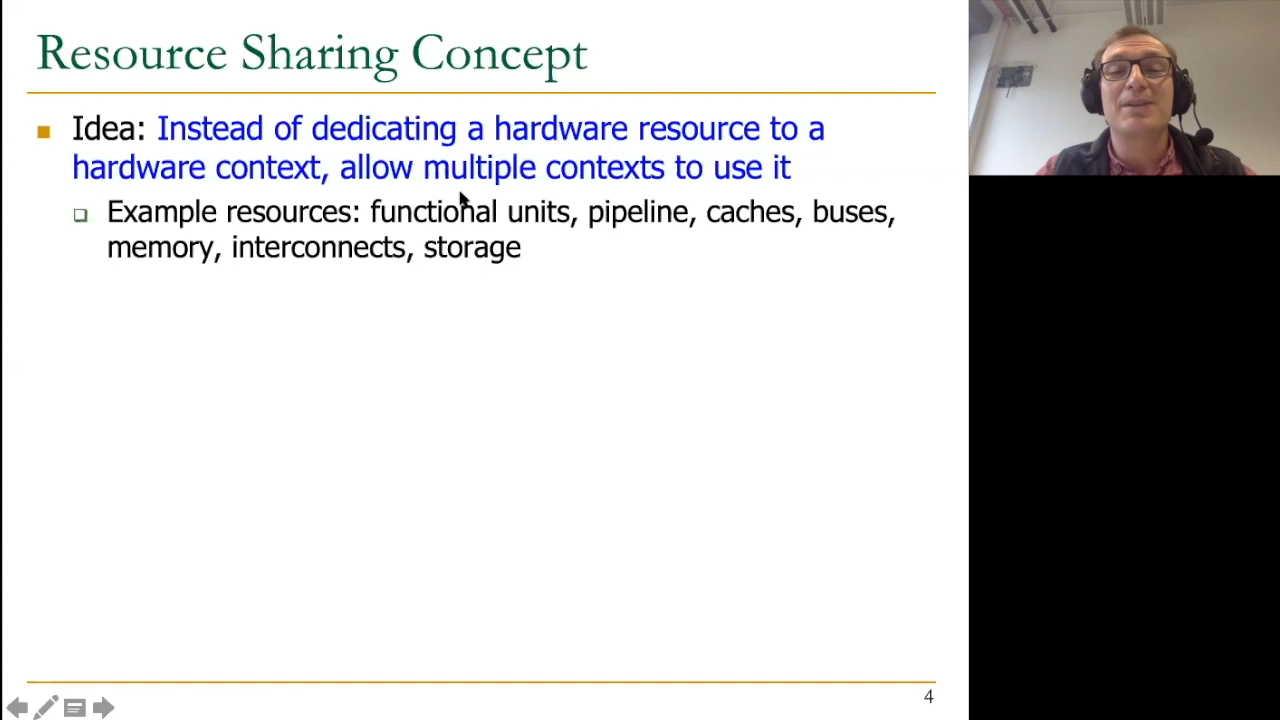 Resource Sharing Concept
Idea: Instead of dedicating a hardware resource to a
hardware context, allow multiple contexts to use it
Example resources: functional units, pipeline, caches, buses,
memory, interconnects, storage
4